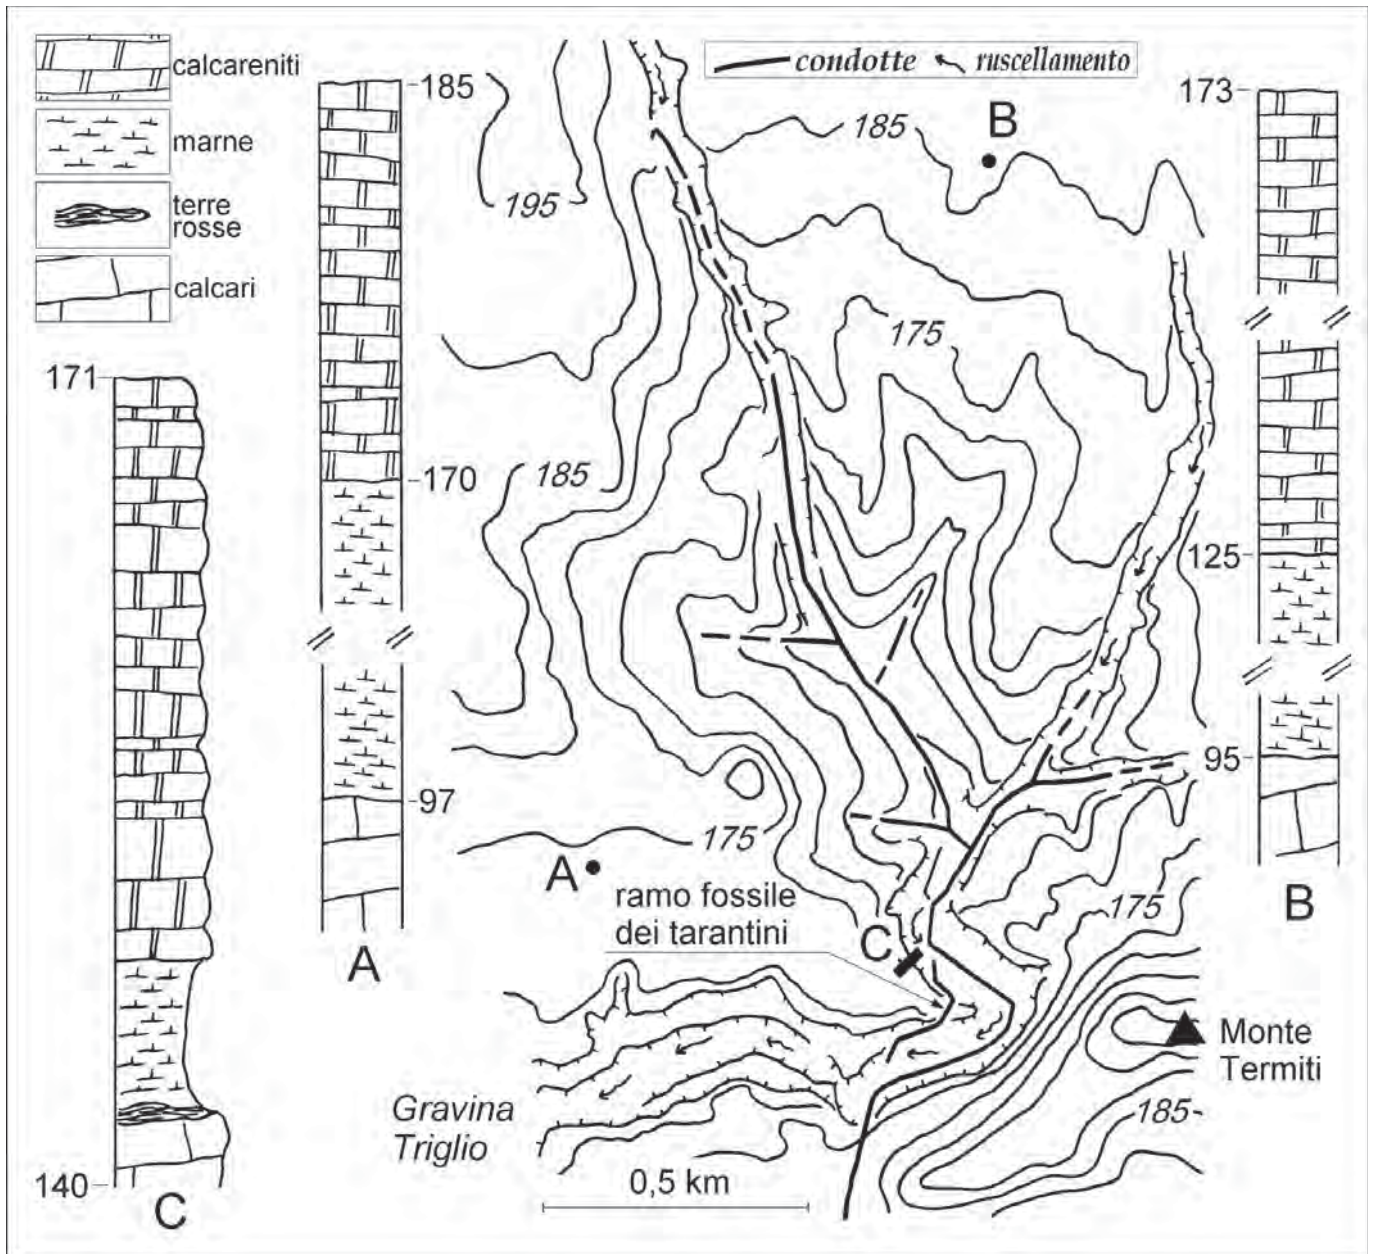 calcareniti
marne
terre
rosse
calcari
condotte
ruscellamento
185
170
97
A
171
140
C
173
125
95
B
185
B
195
175
185
175
A
ramo fossile
dei tarantini
C
175
Monte
Termiti
185
Gravina
Triglio
0,5 km